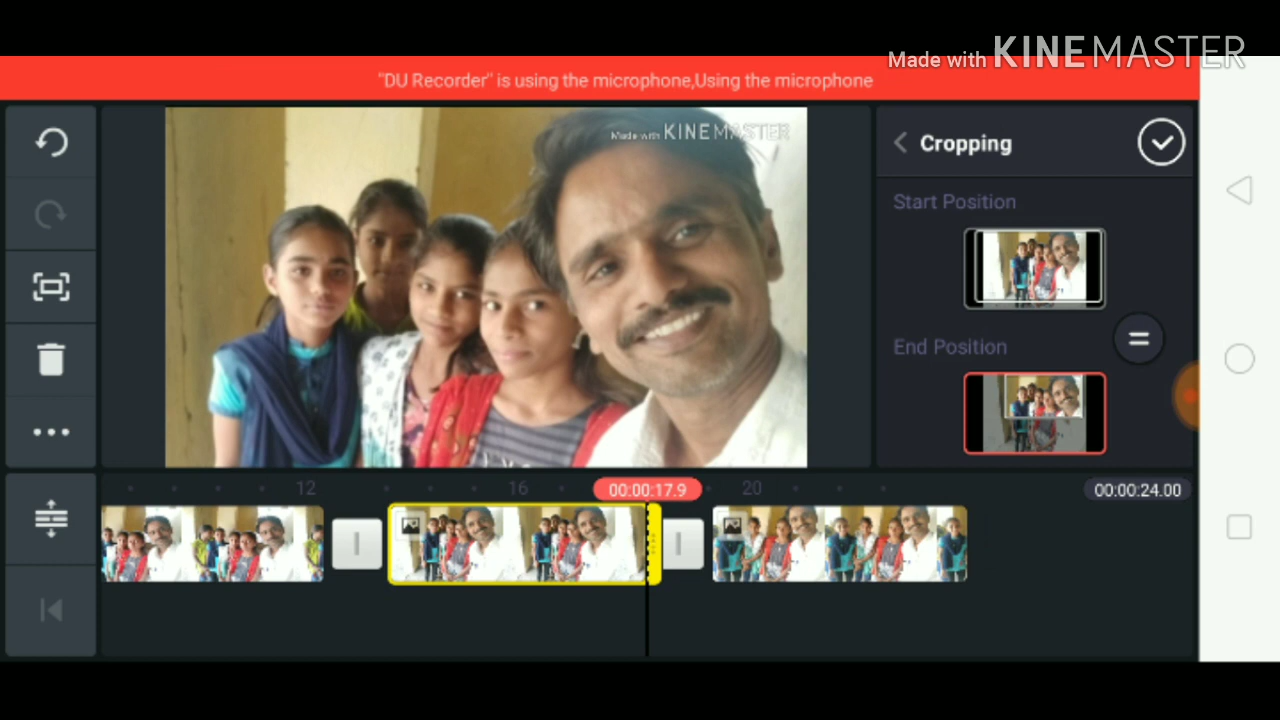 Made with KINEMASTER
"DU Recorder" is using the microphone,Using the microphone
Made with KINEMASTER
Cropping
Start Position
End Position
12
16
00:00:17.9
20
00:00:24.00